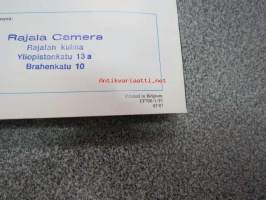 Rajala Camera
Rajalan kulma
Yliopistonkatu 13 a
Brahenkatu 10
Antikvariaatti.net
Printed in Belgium